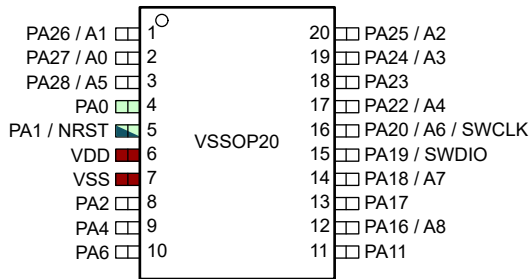 PA26 / A1 1 20 PA25 / A2
PA27 / A0 2 19 PA24 / A3
PA28 / A5 3 18 PA23
PA0 4 17 PA22 / A4
PA1 / NRST 5 16 PA20 / A6 / SWCLK
VSSOP20
VDD 6 15 PA19 / SWDIO
VSS 7 14 PA18 / A7
PA2 8 13 PA17
PA4 9 12 PA16 / A8
PA6 10 11 PA11